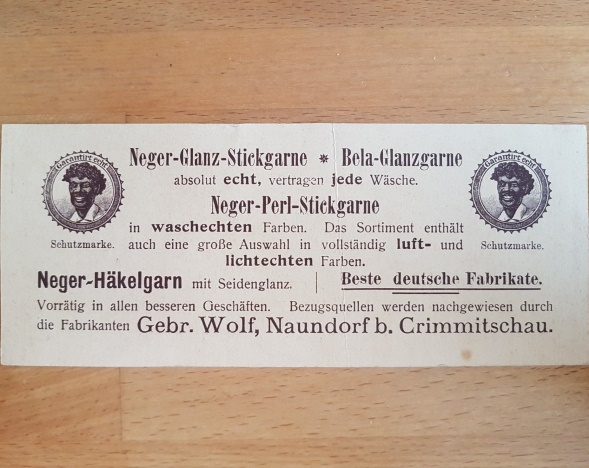 Garantirt echt
Schutzmarke.
Neger-Glanz-Stickgarne * Bela-Glanzgarne
absolut echt, vertragen jede Wäsche.
Neger-Perl-Stickgarne
in waschechten Farben. Das Sortiment enthält
auch eine große Auswahl in vollständig luft- und
lichtechten Farben.
Garantirt echt
Schutzmarke.
Neger-Häkelgarn mit Seidenglanz. | Beste deutsche Fabrikate.
Vorrätig in allen besseren Geschäften. Bezugsquellen werden nachgewiesen durch
die Fabrikanten Gebr. Wolf, Naundorf b. Crimmitschau.